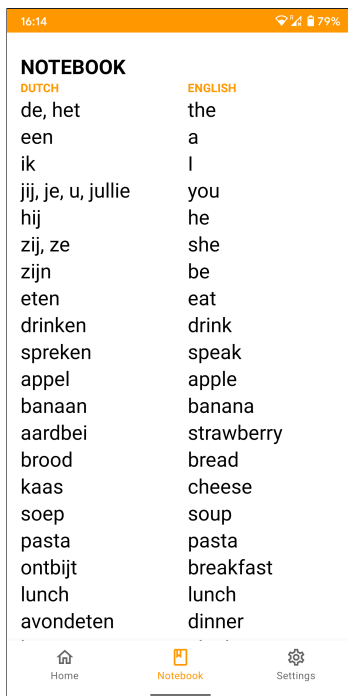 16:14 R 79%
NOTEBOOK
DUTCH ENGLISH
de, het the
een a
ik I
jij, je, u, jullie you
hij he
zij, ze she
zijn be
eten eat
drinken drink
spreken speak
appel apple
banaan banana
aardbei strawberry
brood bread
kaas cheese
soep soup
pasta pasta
ontbijt breakfast
lunch lunch
avondeten dinner
Home Notebook Settings